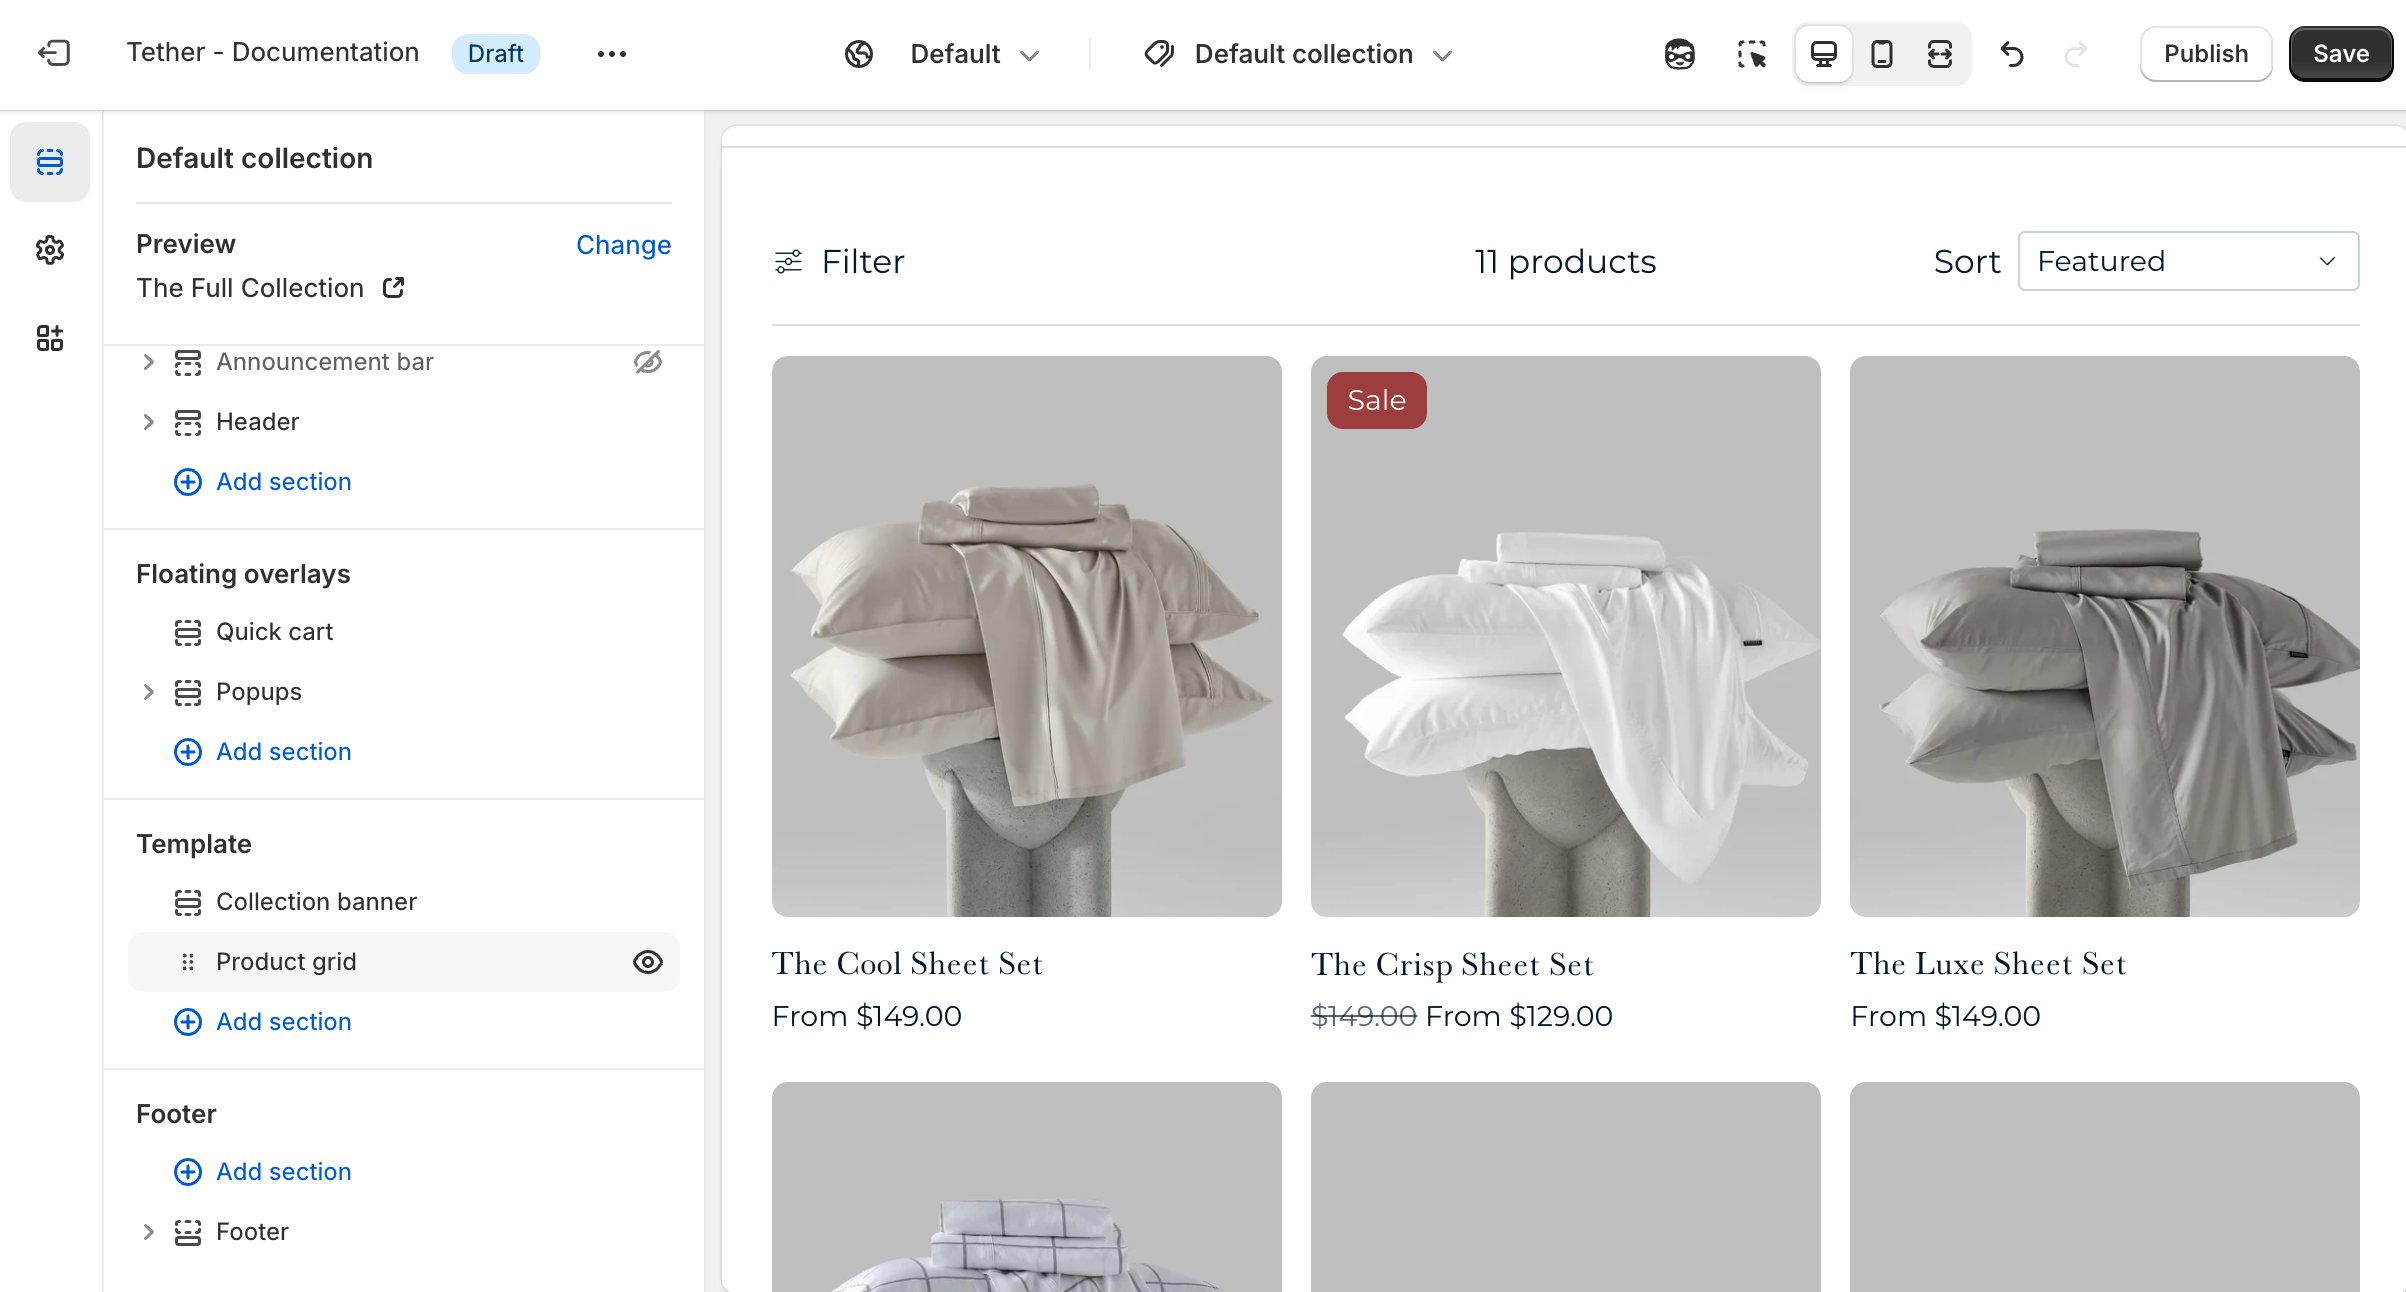 Tether - Documentation
Draft
Default
Default collection
Publish
Save
Default collection
Preview
Change
The Full Collection
Announcement bar
Header
Add section
Floating overlays
Quick cart
Popups
Add section
Template
Collection banner
Product grid
Add section
Footer
Add section
Footer
Filter
11 products
Sort
Featured
Sale
The Cool Sheet Set
From $149.00
The Crisp Sheet Set
$149.00 From $129.00
The Luxe Sheet Set
From $149.00